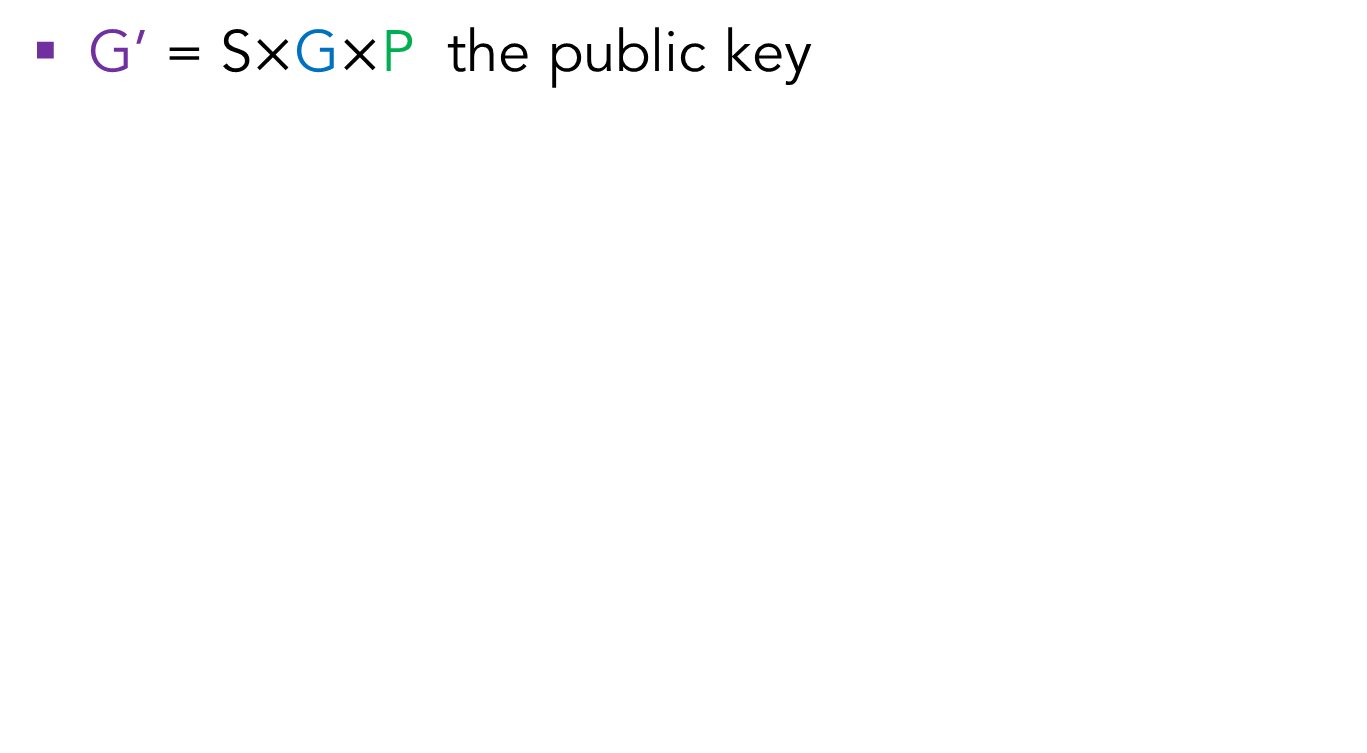 ▪ G′ = S×G×P the public key